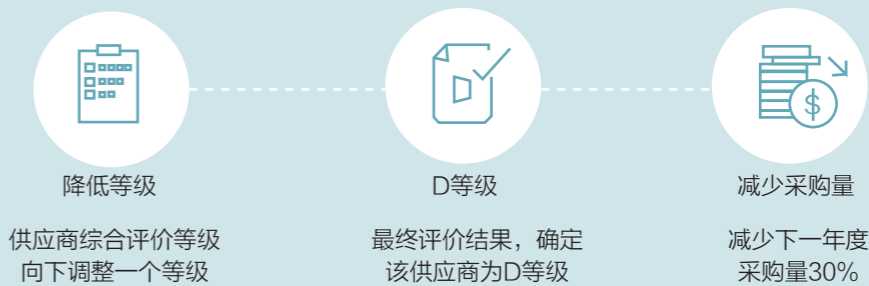 降低等级
供应商综合评价等级
向下调整一个等级
D
D等级
最终评价结果，确定
该供应商为D等级
$
减少采购量
减少下一年度
采购量30%